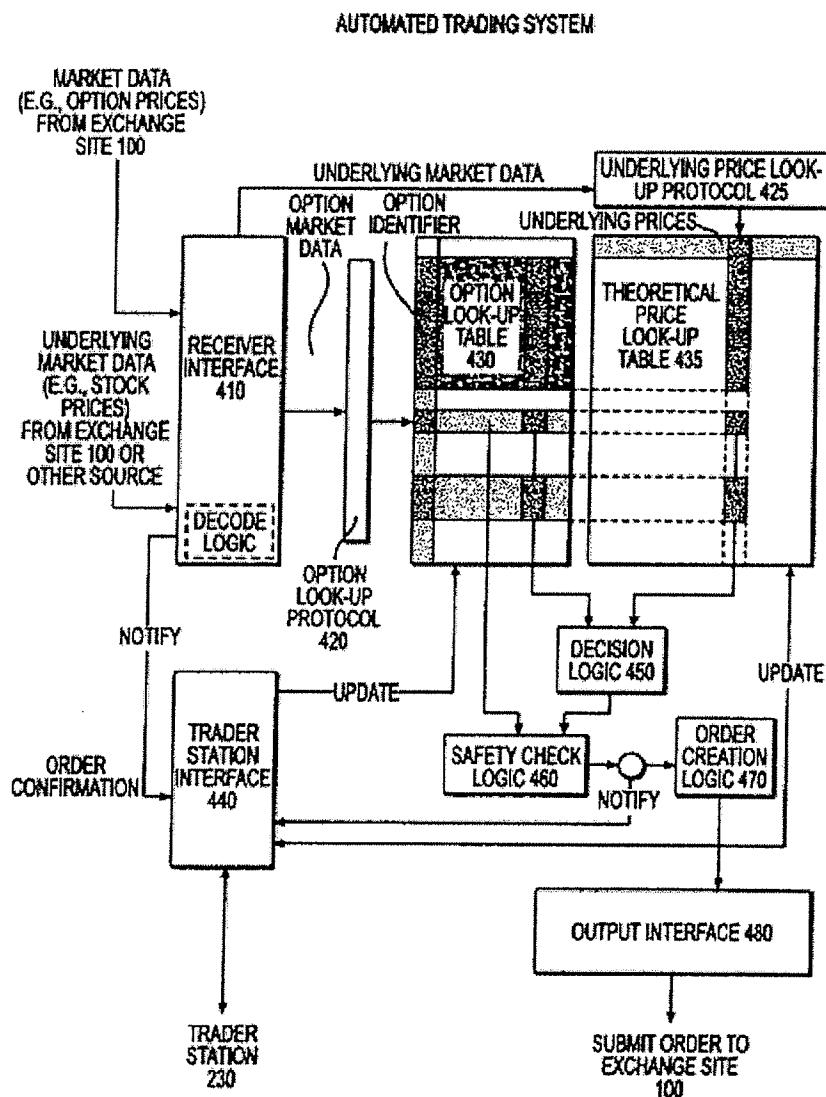 AUTOMATED TRADING SYSTEM
MARKET DATA
(E.G., OPTION PRICES)
FROM EXCHANGE
SITE 100
UNDERLYING MARKET DATA
UNDERLYING PRICE LOOK-
UP PROTOCOL 425
OPTION
MARKET
DATA
OPTION
IDENTIFIER
UNDERLYING PRICES
OPTION
LOOK-UP
TABLE
430
THEORETICAL
PRICE
LOOK-UP
TABLE 435
RECEIVER
INTERFACE
410
UNDERLYING
MARKET DATA
(E.G., STOCK
PRICES)
FROM EXCHANGE
SITE 100 OR
OTHER SOURCE
DECODE
LOGIC
OPTION
LOOK-UP
PROTOCOL
420
NOTIFY
DECISION
LOGIC 450
UPDATE
UPDATE
TRADER
STATION
INTERFACE
440
ORDER
CONFIRMATION
SAFETY CHECK
LOGIC 460
NOTIFY
ORDER
CREATION
LOGIC 470
OUTPUT INTERFACE 480
TRADER
STATION
230
SUBMIT ORDER TO
EXCHANGE SITE
100